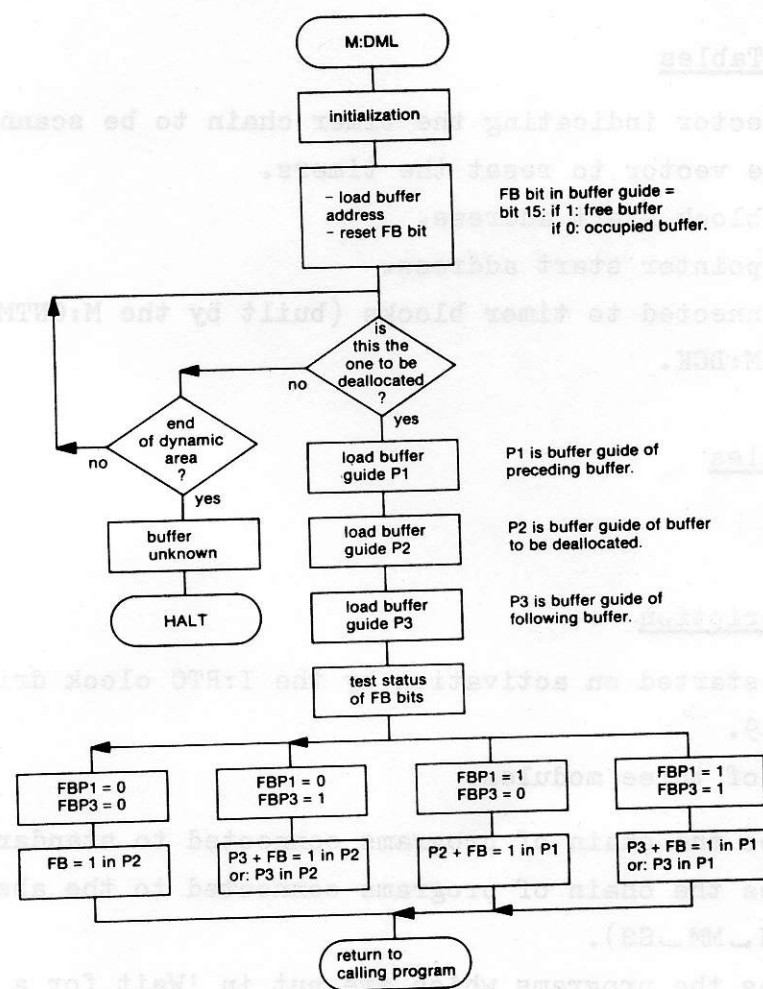 M:DML
initialization
– load buffer
address
– reset FB bit
FB bit in buffer guide =
bit 15: if 1: free buffer
if 0: occupied buffer.
is
this the
one to be
deallocated
?
no
yes
end
of dynamic
area
?
no
yes
buffer
unknown
HALT
load buffer
guide P1
P1 is buffer guide of
preceding buffer.
load buffer
guide P2
P2 is buffer guide of buffer
to be deallocated.
load buffer
guide P3
P3 is buffer guide of
following buffer.
test status
of FB bits
FBP1 = 0
FBP3 = 0
FBP1 = 0
FBP3 = 1
FBP1 = 1
FBP3 = 0
FBP1 = 1
FBP3 = 1
FB = 1 in P2
P3 + FB = 1 in P2
or: P3 in P2
P2 + FB = 1 in P1
P3 + FB = 1 in P1
or: P3 in P1
return to
calling program